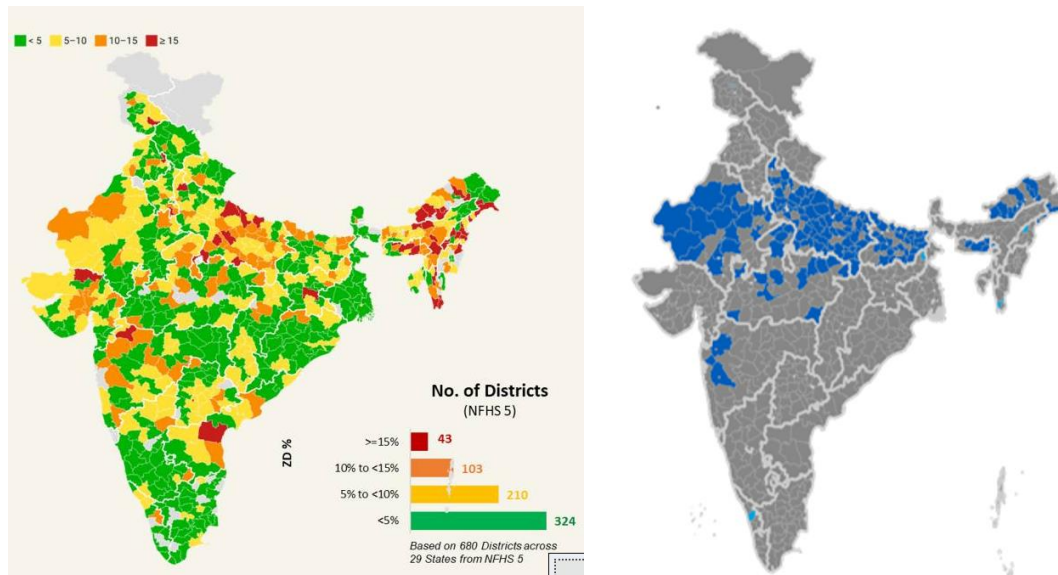 < 5 5–10 10–15 ≥ 15
No. of Districts
(NFHS 5)
ZD %
>=15% 43
10% to <15% 103
5% to <10% 210
<5% 324
Based on 680 Districts across
29 States from NFHS 5